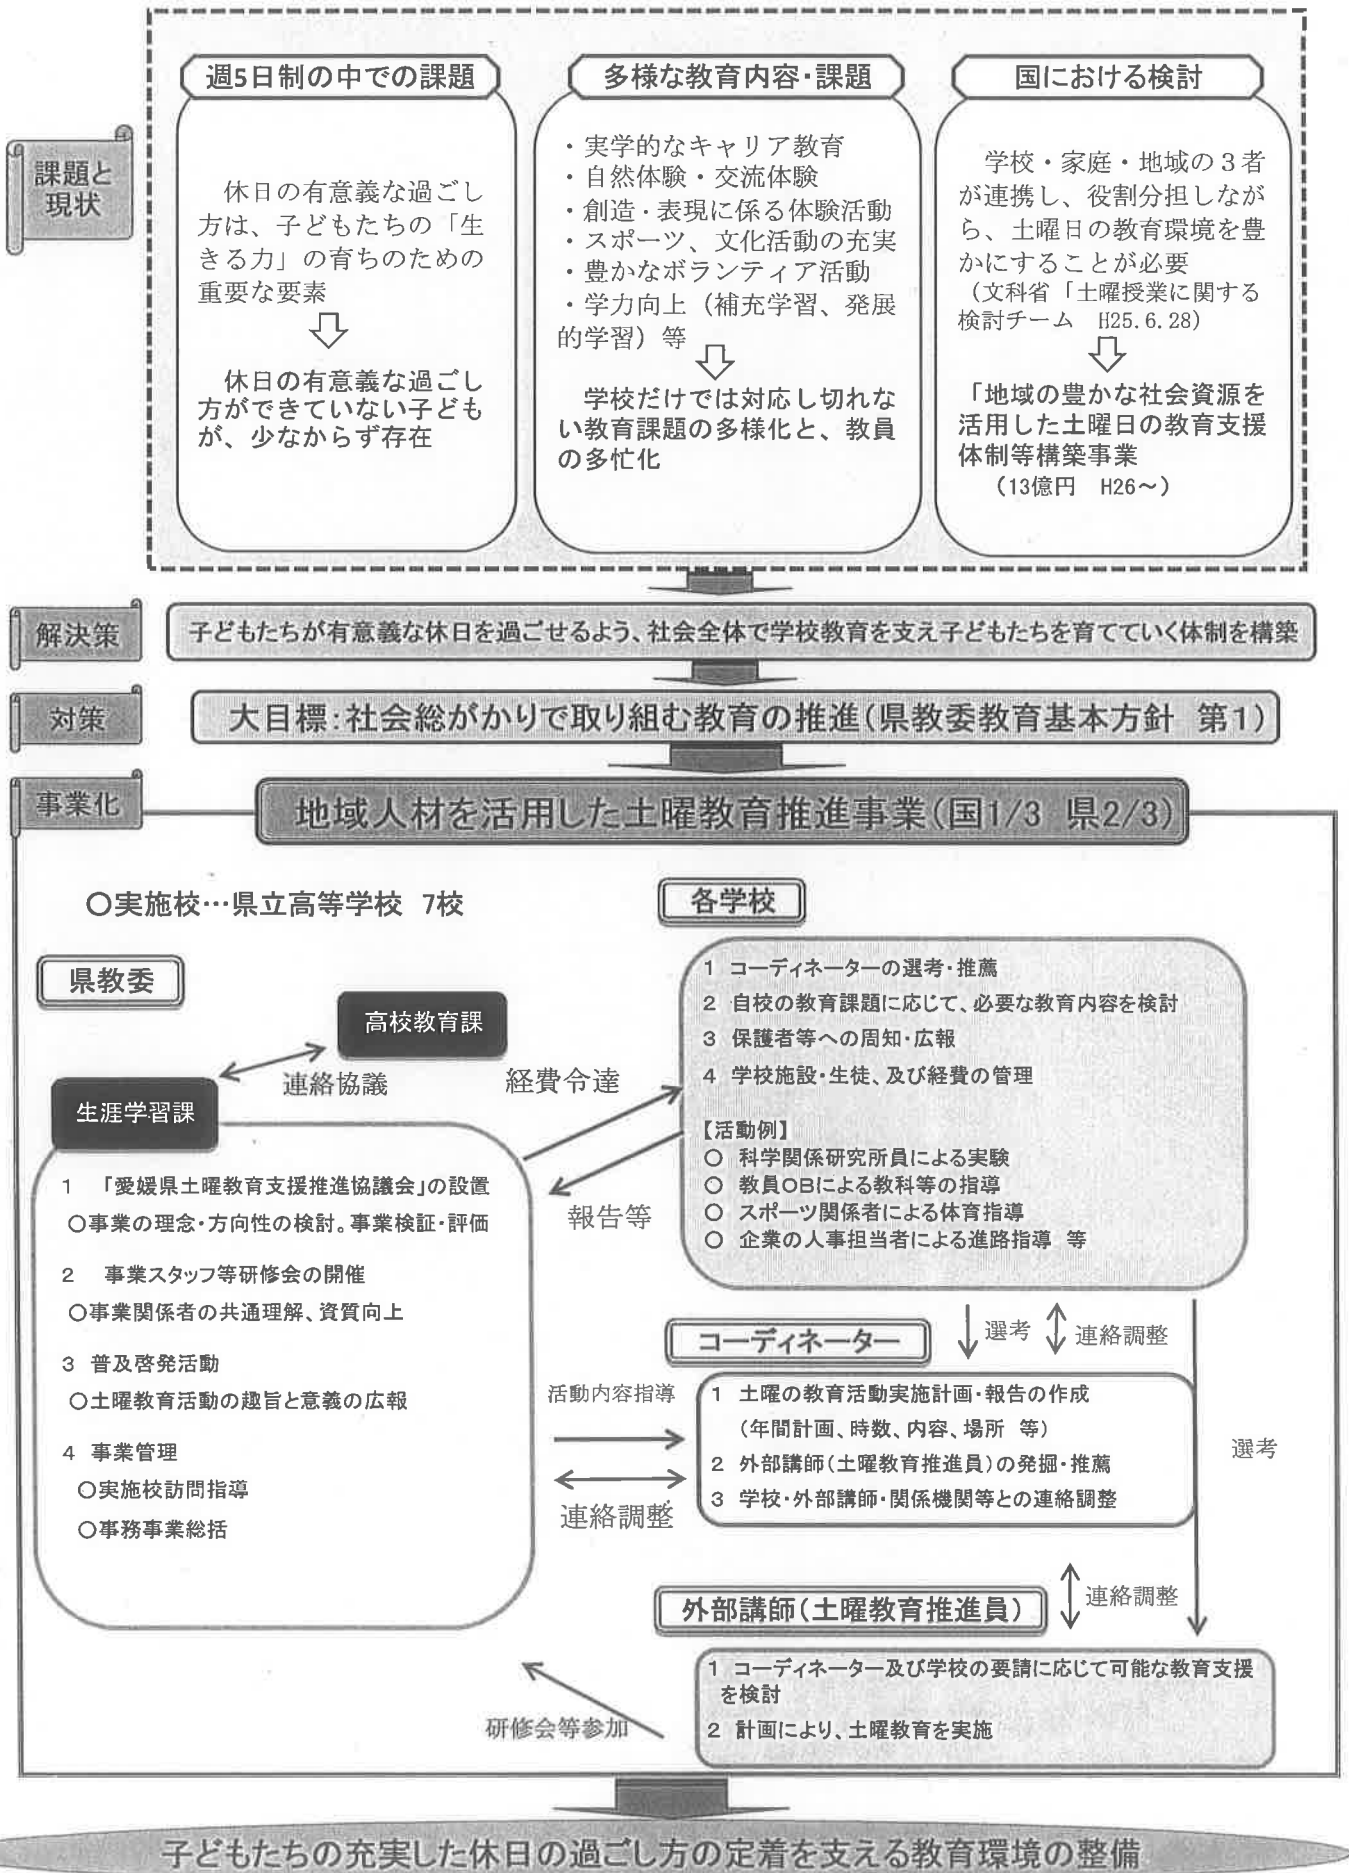 課題と
現状
週5日制の中での課題
休日の有意義な過ごし
方は、子どもたちの「生
きる力」の育ちのための
重要な要素
休日の有意義な過ごし
方ができていない子ども
が、少なからず存在
多様な教育内容・課題
・実学的なキャリア教育
・自然体験・交流体験
・創造・表現に係る体験活動
・スポーツ、文化活動の充実
・豊かなボランティア活動
・学力向上（補充学習、発展
的学習）等
学校だけでは対応し切れな
い教育課題の多様化と、教員
の多忙化
国における検討
学校・家庭・地域の３者
が連携し、役割分担しなが
ら、土曜日の教育環境を豊
かにすることが必要
（文科省「土曜授業に関する
検討チーム　H25.6.28）
「地域の豊かな社会資源を
活用した土曜日の教育支援
体制等構築事業
（13億円　H26～）
解決策
子どもたちが有意義な休日を過ごせるよう、社会全体で学校教育を支え子どもたちを育てていく体制を構築
対策
大目標：社会総がかりで取り組む教育の推進（県教委教育基本方針　第１）
事業化
地域人材を活用した土曜教育推進事業（国1/3　県2/3）
〇実施校…県立高等学校　7校
県教委
高校教育課
連絡協議
生涯学習課
1　「愛媛県土曜教育支援推進協議会」の設置
〇事業の理念・方向性の検討。事業検証・評価
2　事業スタッフ等研修会の開催
〇事業関係者の共通理解、資質向上
3　普及啓発活動
〇土曜教育活動の趣旨と意義の広報
4　事業管理
〇実施校訪問指導
〇事務事業総括
経費令達
報告等
各学校
1　コーディネーターの選考・推薦
2　自校の教育課題に応じて、必要な教育内容を検討
3　保護者等への周知・広報
4　学校施設・生徒、及び経費の管理
【活動例】
〇　科学関係研究所員による実験
〇　教員OBによる教科等の指導
〇　スポーツ関係者による体育指導
〇　企業の人事担当者による進路指導　等
選考
連絡調整
コーディネーター
活動内容指導
連絡調整
1　土曜の教育活動実施計画・報告の作成
（年間計画、時数、内容、場所　等）
2　外部講師（土曜教育推進員）の発掘・推薦
3　学校・外部講師・関係機関等との連絡調整
選考
連絡調整
外部講師（土曜教育推進員）
1　コーディネーター及び学校の要請に応じて可能な教育支援
を検討
2　計画により、土曜教育を実施
研修会等参加
子どもたちの充実した休日の過ごし方の定着を支える教育環境の整備